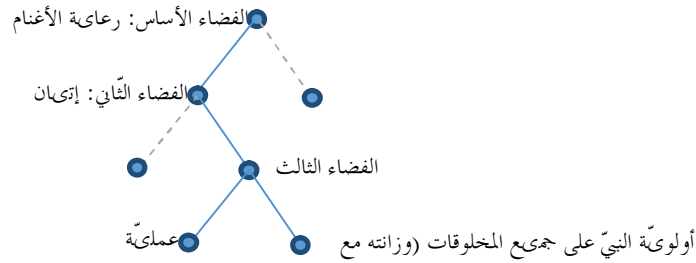 الفضاء الأساس: رعاية الأغنام
الفضاء الثّاني: إتيان
الفضاء الثالث
عمليّة
أولويّة النبيّ على جميع المخلوقات (وزانته مع